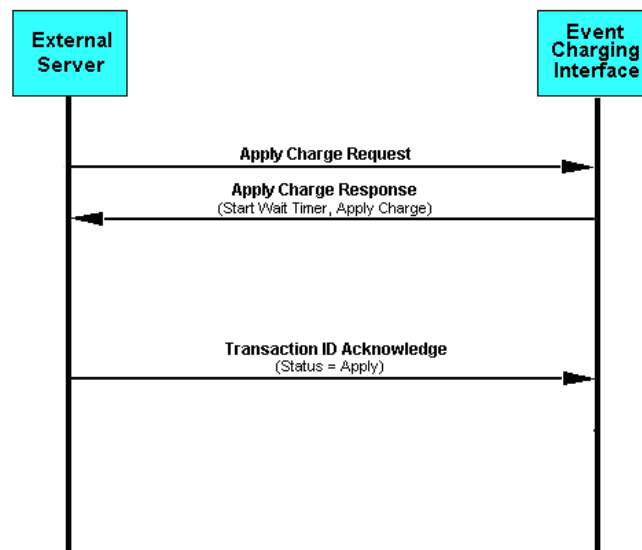 External
Server
Event
Charging
Interface
Apply Charge Request
Apply Charge Response
(Start Wait Timer, Apply Charge)
Transaction ID Acknowledge
(Status = Apply)